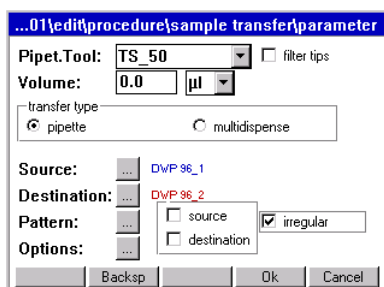 ...01\edit\procedure\sample transfer\parameter
Pipet.Tool: TS_50 filter tips
Volume: 0.0 µl
transfer type
pipette multidispense
Source: ... DWP 96_1
Destination: ... DWP 96_2
Pattern: ... source irregular
Options: ... destination
Backsp Ok Cancel